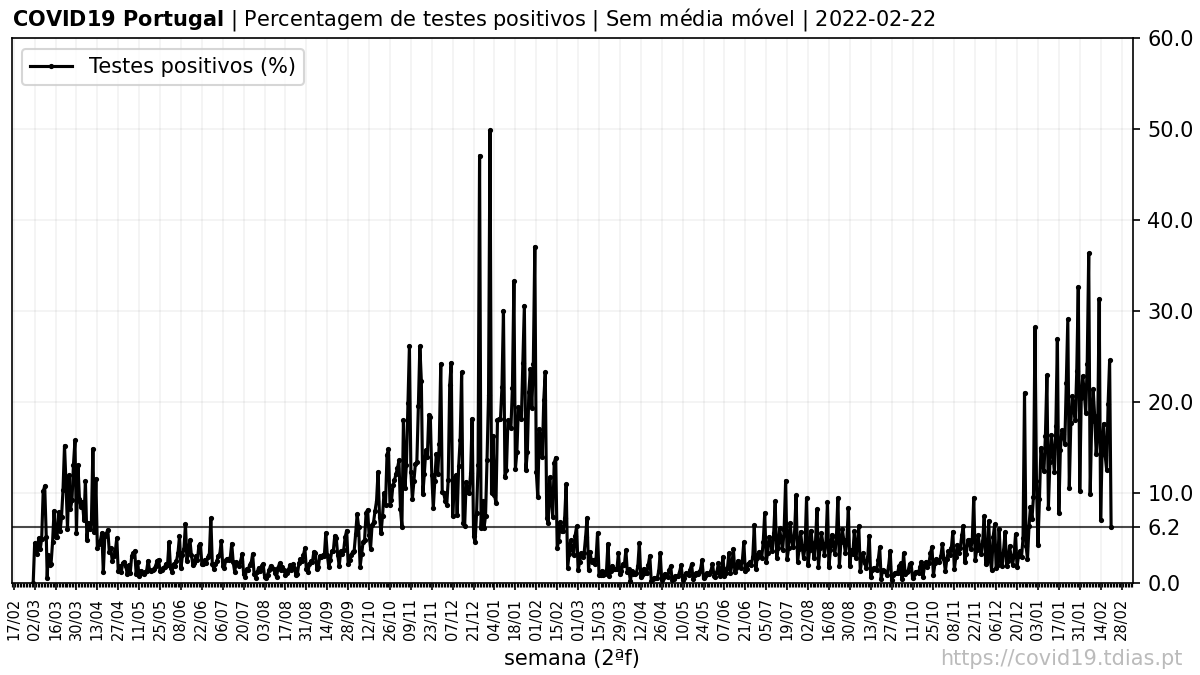 COVID19 Portugal | Percentagem de testes positivos | Sem média móvel | 2022-02-22
Testes positivos (%)
60.0
50.0
40.0
30.0
20.0
10.0
6.2
0.0
17/02 02/03 16/03 30/03 13/04 27/04 11/05 25/05 08/06 22/06 06/07 20/07 03/08 17/08 31/08 14/09 28/09 12/10 26/10 09/11 23/11 07/12 21/12 04/01 18/01 01/02 15/02 01/03 15/03 29/03 12/04 26/04 10/05 24/05 07/06 21/06 05/07 19/07 02/08 16/08 30/08 13/09 27/09 11/10 25/10 08/11 22/11 06/12 20/12 03/01 17/01 31/01 14/02 28/02
semana (2ªf)
https://covid19.tdias.pt